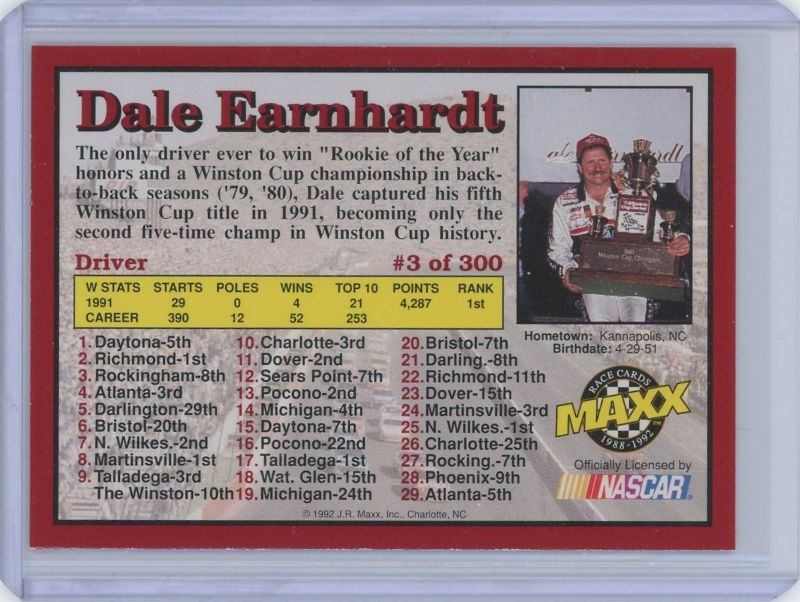 Dale Earnhardt
The only driver ever to win "Rookie of the Year"
honors and a Winston Cup championship in back-
to-back seasons ('79, '80), Dale captured his fifth
Winston Cup title in 1991, becoming only the
second five-time champ in Winston Cup history.
Driver #3 of 300
W STATS STARTS POLES WINS TOP 10 POINTS RANK
1991 29 0 4 21 4,287 1st
CAREER 390 12 52 253
1. Daytona-5th
2. Richmond-1st
3. Rockingham-8th
4. Atlanta-3rd
5. Darlington-29th
6. Bristol-20th
7. N. Wilkes.-2nd
8. Martinsville-1st
9. Talladega-3rd
The Winston-10th
10. Charlotte-3rd
11. Dover-2nd
12. Sears Point-7th
13. Pocono-2nd
14. Michigan-4th
15. Daytona-7th
16. Pocono-22nd
17. Talladega-1st
18. Wat. Glen-15th
19. Michigan-24th
20. Bristol-7th
21. Darling.-8th
22. Richmond-11th
23. Dover-15th
24. Martinsville-3rd
25. N. Wilkes-1st
26. Charlotte-25th
27. Rocking.-7th
28. Phoenix-9th
29. Atlanta-5th
1991
Winston Cup Champion
Hometown: Kannapolis, NC
Birthdate: 4-29-51
RACE CARDS
MAXX™
1988-1992
Officially Licensed by
NASCAR
© 1992 J.R. Maxx, Inc., Charlotte, NC